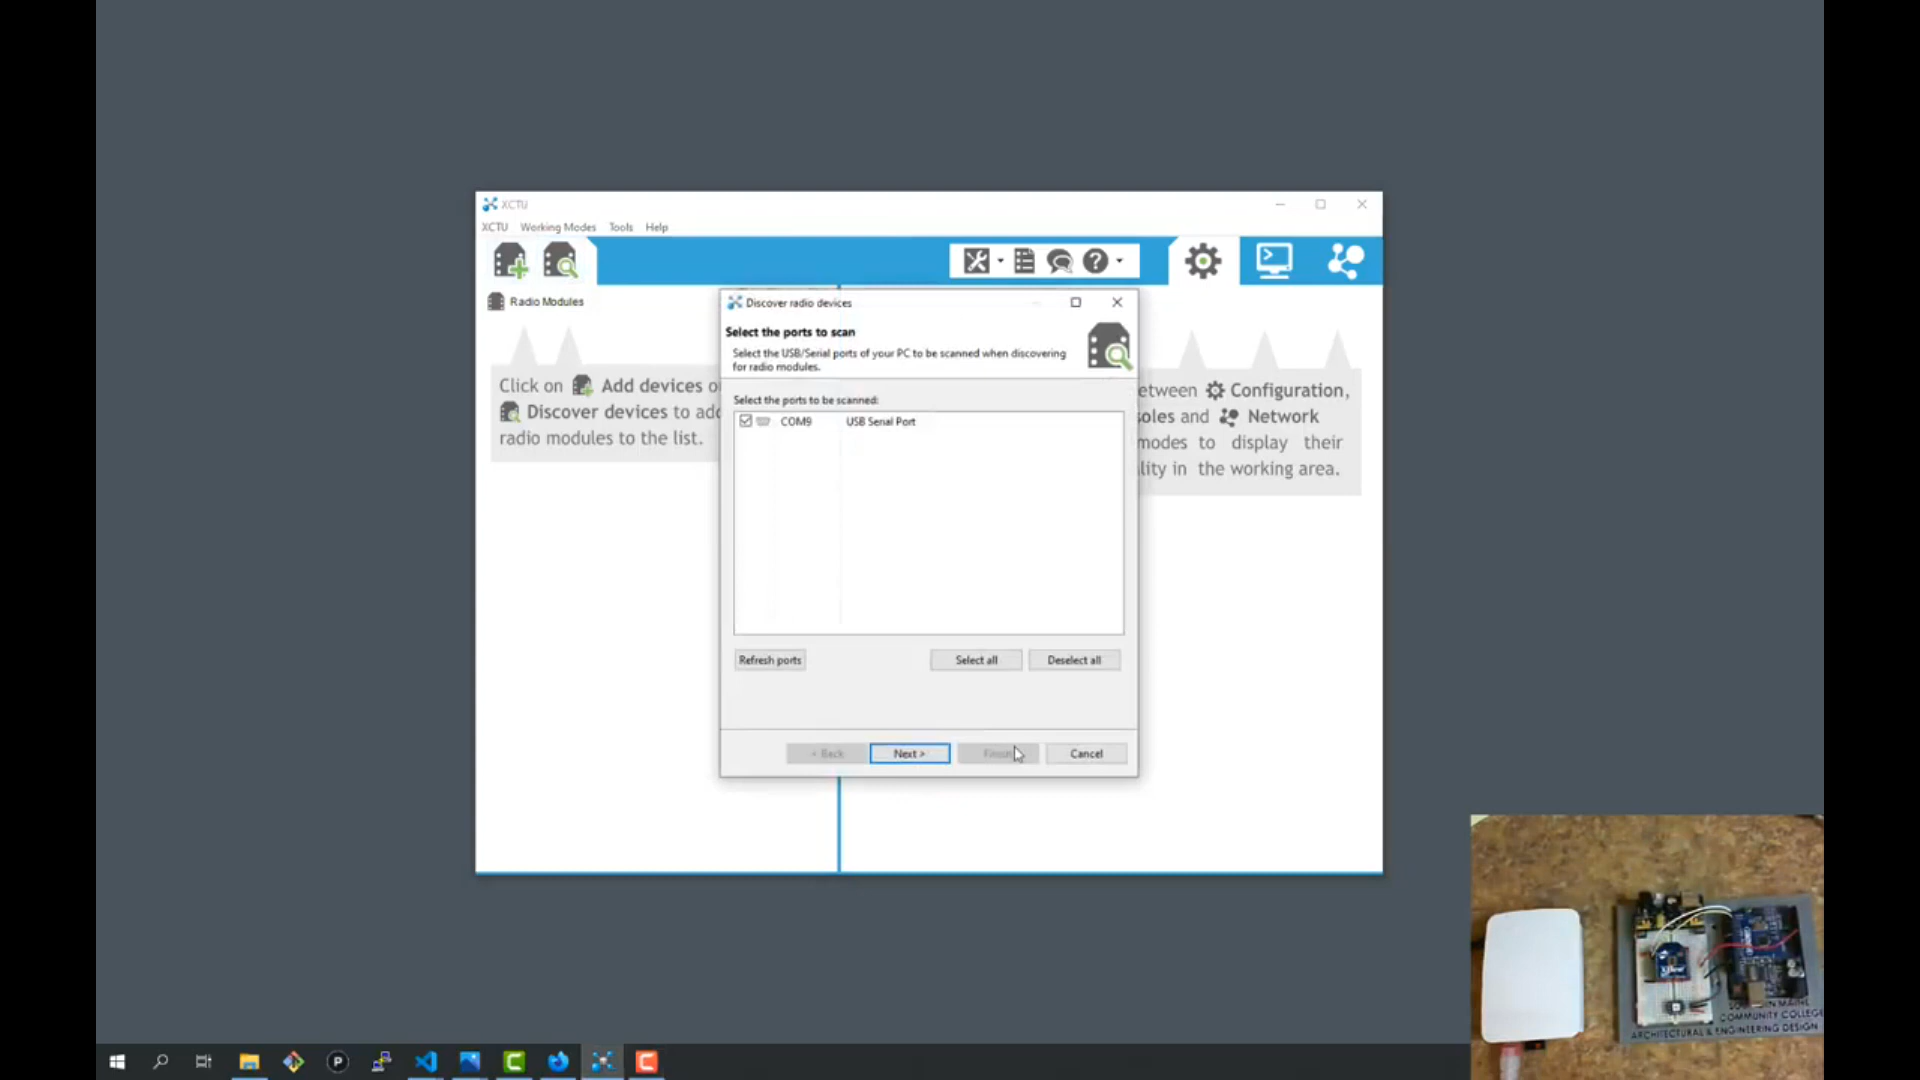 XCTU
XCTU Working Modes Tools Help
Radio Modules
Click on Add devices o
Discover devices to add
radio modules to the list.
Discover radio devices
Select the ports to scan
Select the USB/Serial ports of your PC to be scanned when discovering
for radio modules.
Select the ports to be scanned:
COM9 USB Serial Port
Refresh ports Select all Deselect all
< Back Next > Cancel
etween Configuration,
soles and Network
modes to display their
lity in the working area.
MAINE
COMMUNITY COLLEGE
ARCHITECTURAL & ENGINEERING DESIGN